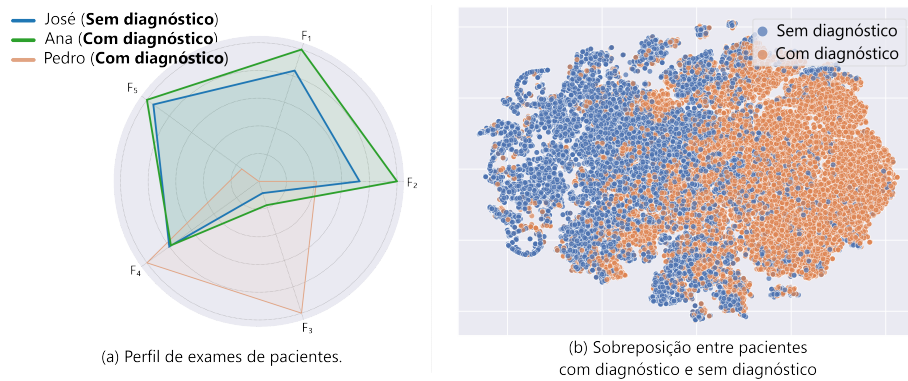 José (Sem diagnóstico)
Ana (Com diagnóstico)
Pedro (Com diagnóstico)
F₁
F₅
F₂
F₄
F₃
(a) Perfil de exames de pacientes.
Sem diagnóstico
Com diagnóstico
(b) Sobreposição entre pacientes
com diagnóstico e sem diagnóstico